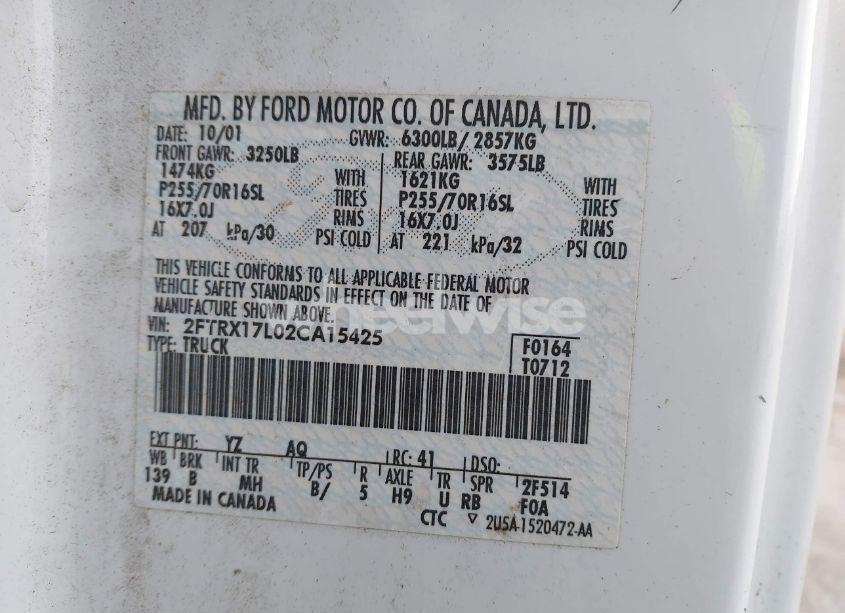 MFD. BY FORD MOTOR CO. OF CANADA, LTD.
DATE: 10/01 GVWR: 6300LB/ 2857KG
FRONT GAWR: 3250LB REAR GAWR: 3575LB
1474KG WITH 1621KG WITH
P255/70R16SL TIRES P255/70R16SL TIRES
16X7.0J RIMS 16X7.0J RIMS
AT 207 kPa/30 PSI COLD AT 221 kPa/32 PSI COLD
THIS VEHICLE CONFORMS TO ALL APPLICABLE FEDERAL MOTOR
VEHICLE SAFETY STANDARDS IN EFFECT ON THE DATE OF
MANUFACTURE SHOWN ABOVE.
VIN: 2FTRX17L02CA15425 F0164
TYPE: TRUCK T0712
EXT PNT: YZ AQ RC: 41 DSO:
WB BRK INT TR TP/PS R AXLE TR SPR 2F514
139 B MH B/ 5 H9 U RB F0A
MADE IN CANADA CTC ▽ 2U5A-1520472-AA